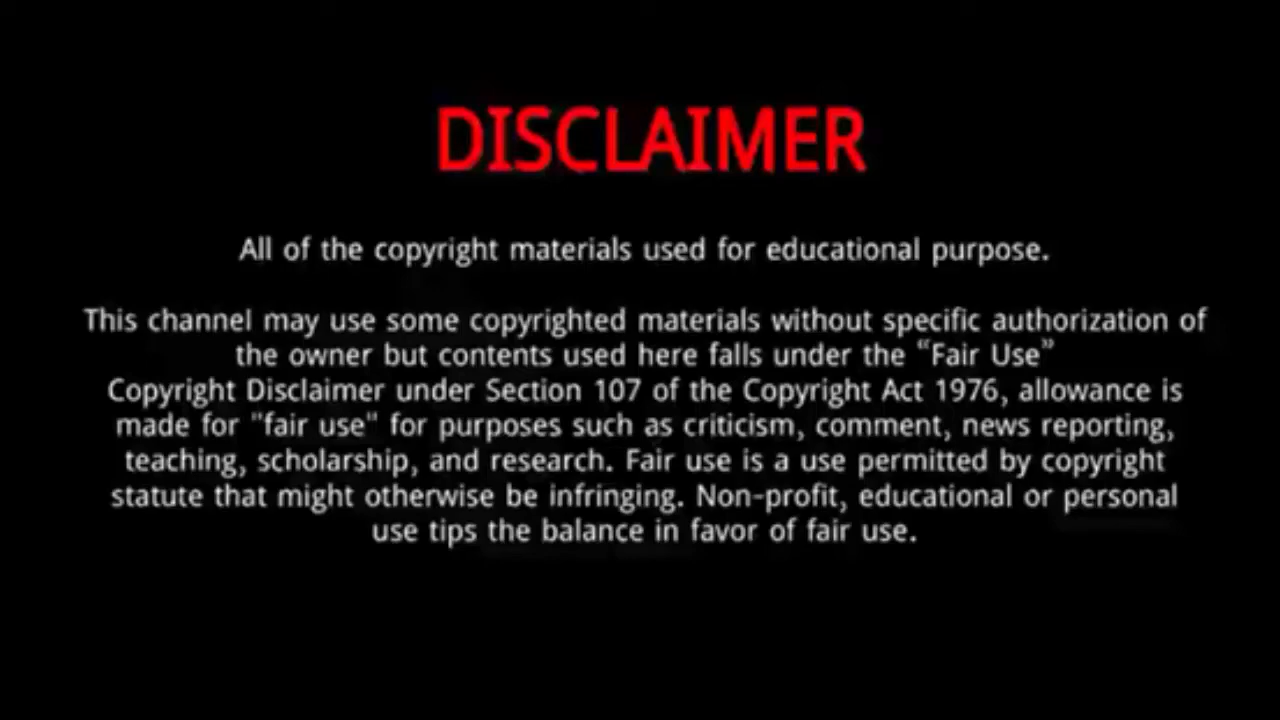 DISCLAIMER
All of the copyright materials used for educational purpose.
This channel may use some copyrighted materials without specific authorization of
the owner but contents used here falls under the “Fair Use”
Copyright Disclaimer under Section 107 of the Copyright Act 1976, allowance is
made for "fair use" for purposes such as criticism, comment, news reporting,
teaching, scholarship, and research. Fair use is a use permitted by copyright
statute that might otherwise be infringing. Non-profit, educational or personal
use tips the balance in favor of fair use.